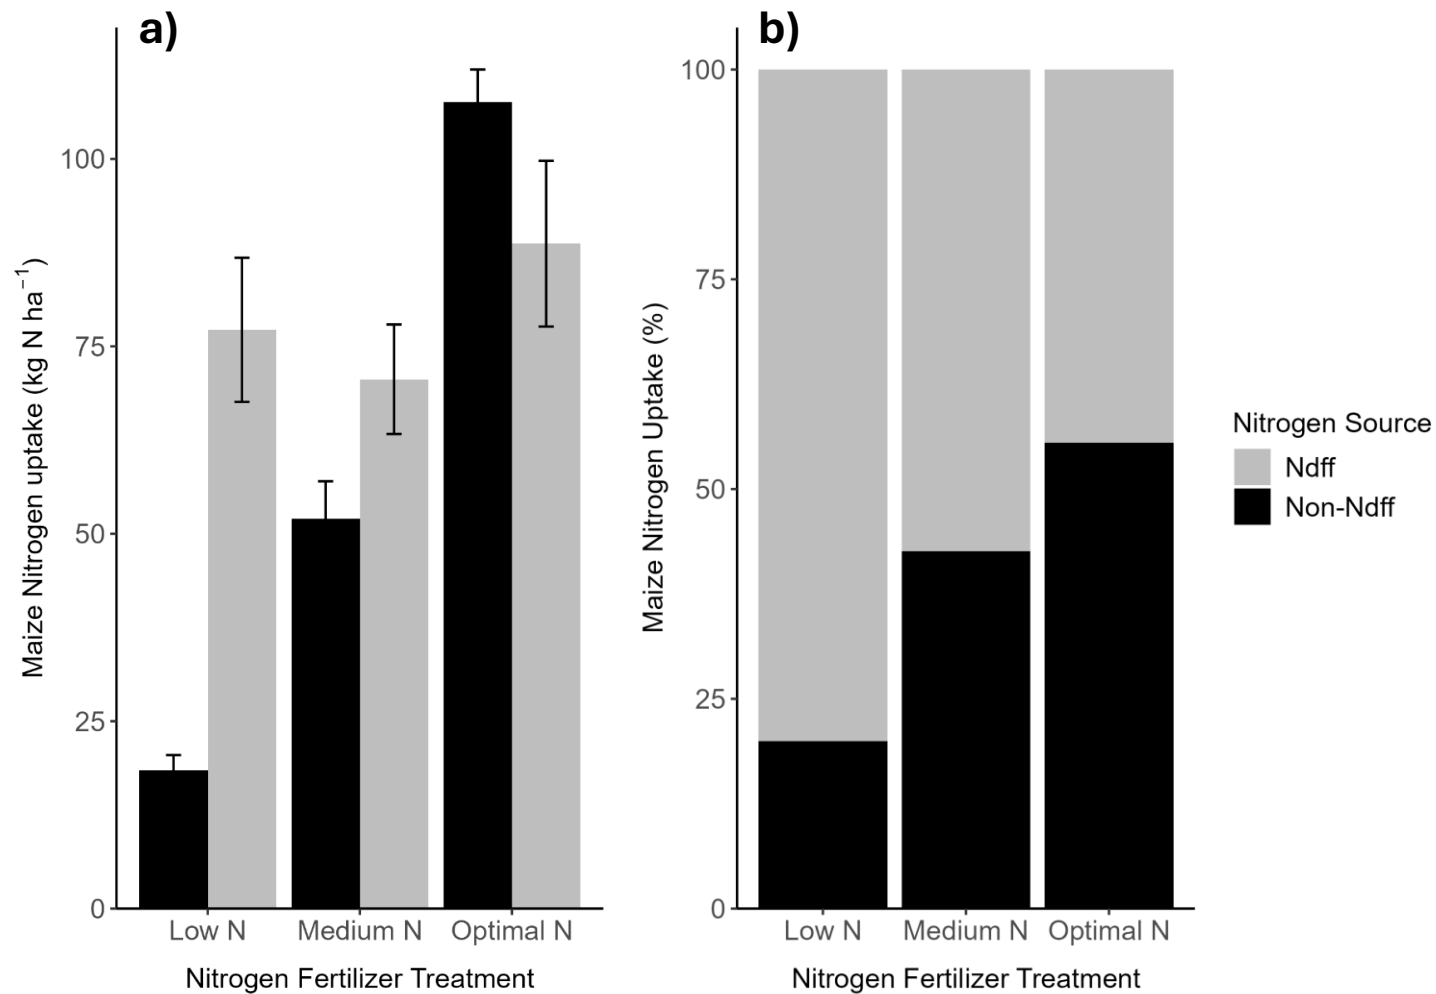 a)
Maize Nitrogen uptake (kg N ha⁻¹)
100
75
50
25
0
Low N
Medium N
Optimal N
Nitrogen Fertilizer Treatment
b)
Maize Nitrogen Uptake (%)
100
75
50
25
0
Low N
Medium N
Optimal N
Nitrogen Fertilizer Treatment
Nitrogen Source
Ndff
Non-Ndff